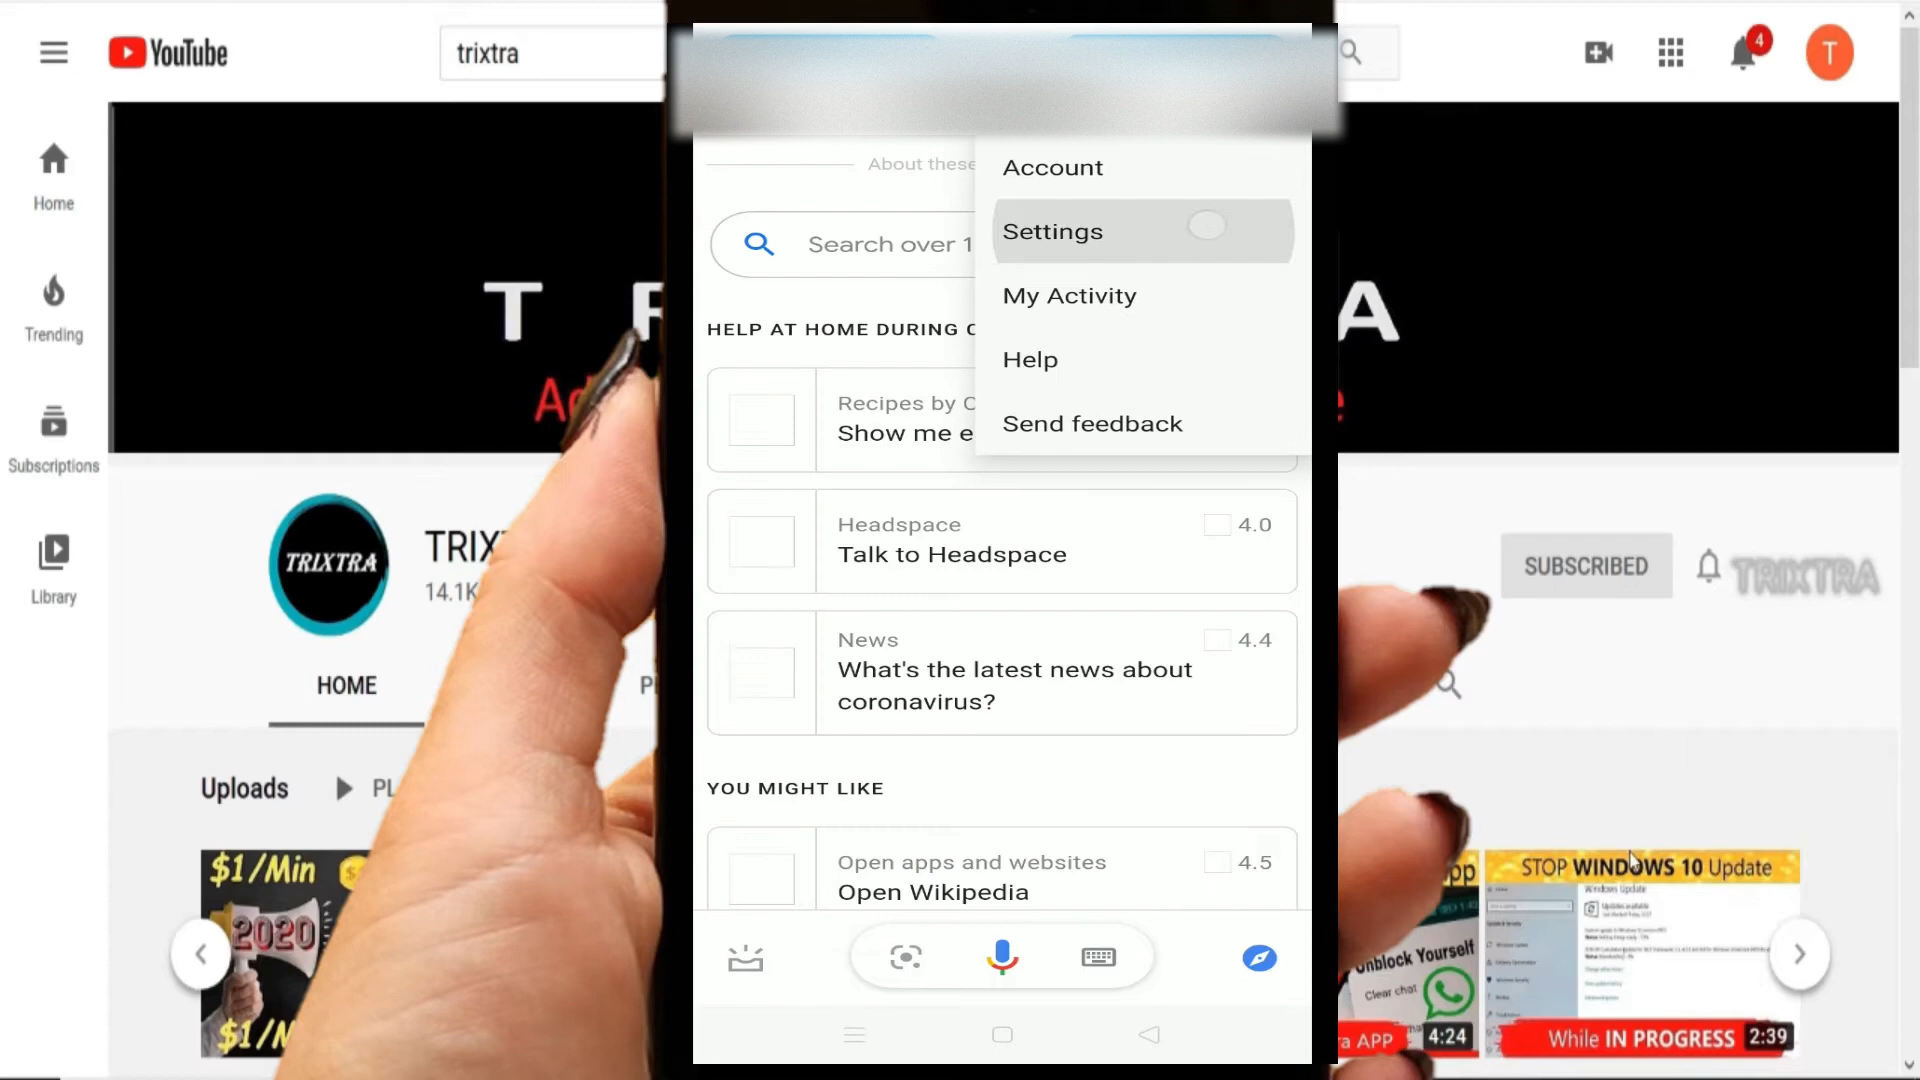 YouTube
trixtra
4
T
Home
Trending
Subscriptions
Library
T
A
TRIXTRA
14.1K
SUBSCRIBED
TRIXTRA
HOME
Uploads
$1/Min
2020
About these
Search over 1
HELP AT HOME DURING
Recipes by
Show me
Headspace
4.0
Talk to Headspace
News
4.4
What's the latest news about
coronavirus?
YOU MIGHT LIKE
Open apps and websites
4.5
Open Wikipedia
Account
Settings
My Activity
Help
Send feedback
Unblock Yourself
Clear chat
APP
4:24
STOP WINDOWS 10 Update
Windows Update
While IN PROGRESS
2:39